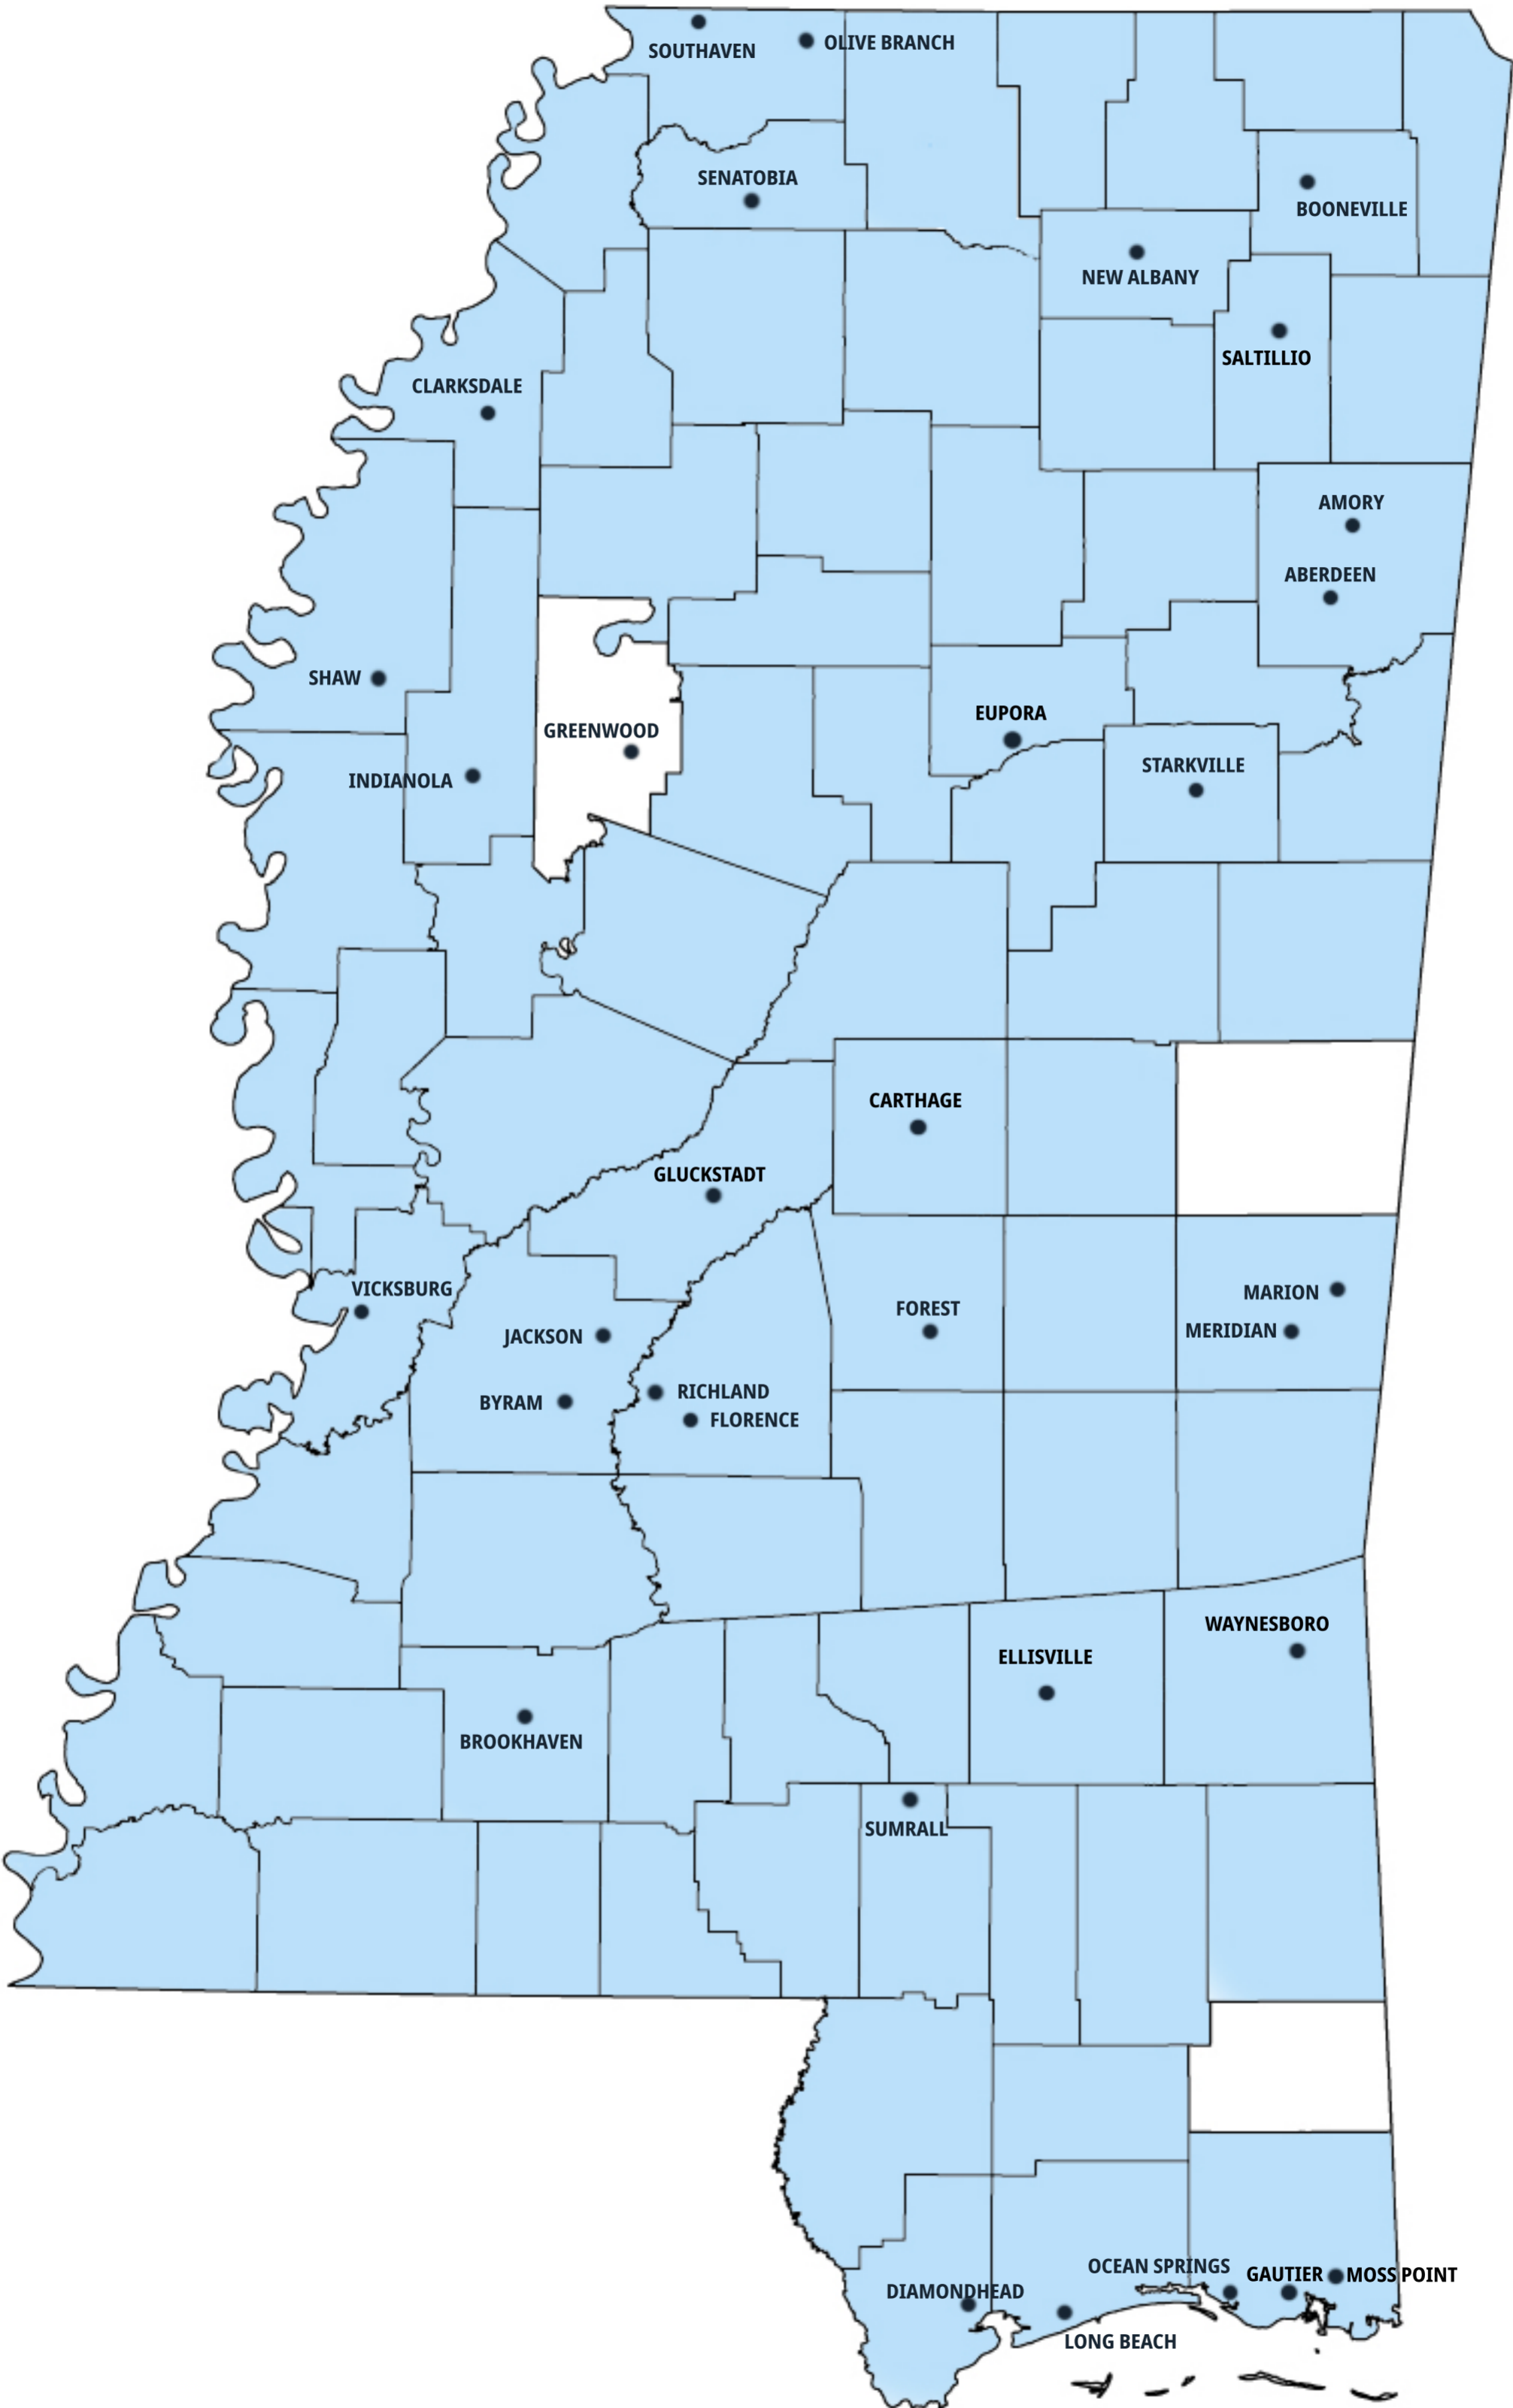 SOUTHAVEN
OLIVE BRANCH
SENATOBIA
BOONEVILLE
NEW ALBANY
SALTILLIO
CLARKSDALE
AMORY
ABERDEEN
SHAW
EUPORA
GREENWOOD
STARKVILLE
INDIANOLA
CARTHAGE
GLUCKSTADT
VICKSBURG
MARION
FOREST
MERIDIAN
JACKSON
RICHLAND
BYRAM
FLORENCE
WAYNESBORO
ELLISVILLE
BROOKHAVEN
SUMRALL
OCEAN SPRINGS
GAUTIER
MOSS POINT
DIAMONDHEAD
LONG BEACH